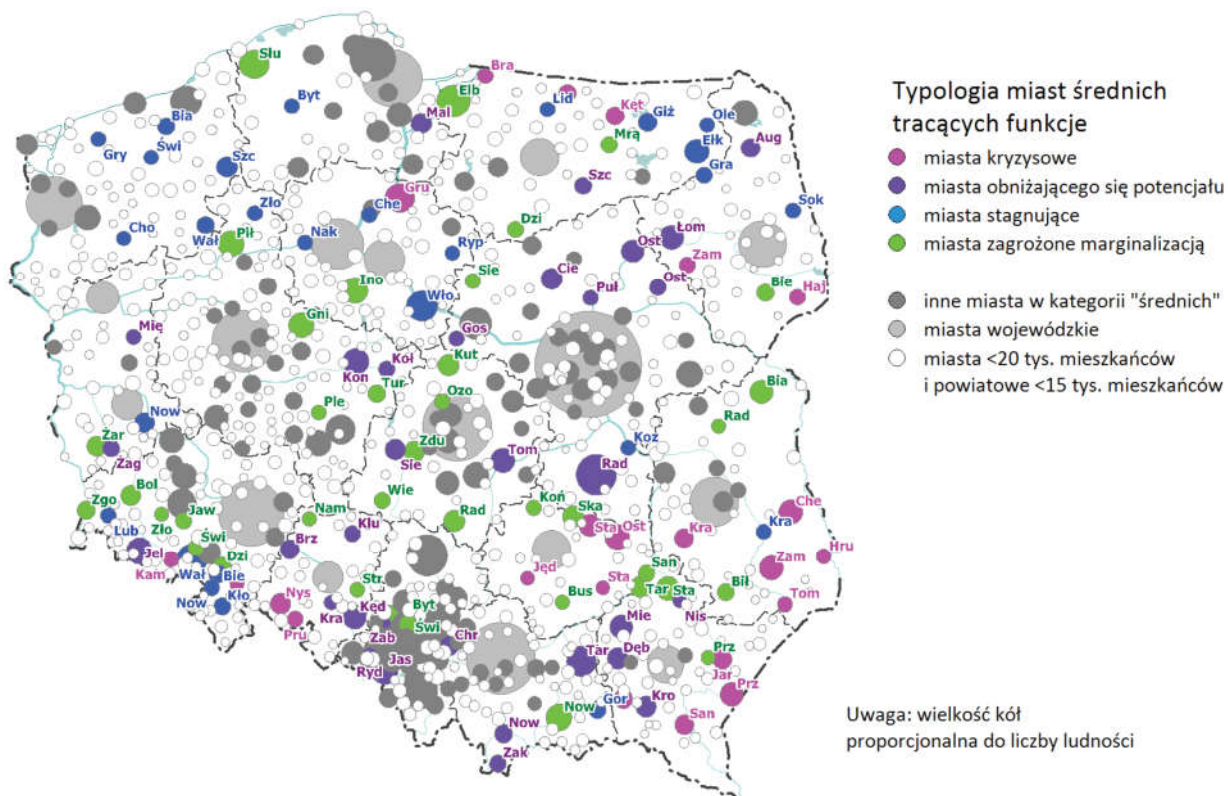 Typologia miast średnich
tracących funkcje
miasta kryzysowe
miasta obniżającego się potencjału
miasta stagnujące
miasta zagrożone marginalizacją
inne miasta w kategorii "średnich"
miasta wojewódzkie
miasta <20 tys. mieszkańców
i powiatowe <15 tys. mieszkańców
Uwaga: wielkość kół
proporcjonalna do liczby ludności
Słu
Bra
Byt
Elb
Mal
Lid
Kęt
Giż
Ole
Mrą
Ełk
Aug
Gra
Bia
Gry
Świ
Szc
Szc
Gru
Zło
Che
Sok
Cho
Wał
Pił
Nak
Dzi
Ryp
Łom
Ost
Zam
Cie
Ost
Puł
Bie
Haj
Sie
Ino
Wło
Gni
Gos
Mię
Koł
Kon
Kut
Tur
Ozo
Ple
Bia
Rad
Now
Żar
Żag
Zdu
Sie
Tom
Koz
Rad
Bol
Zgo
Jaw
Zło
Lub
Wie
Nam
Rad
Koń
Ska
Sta
Ost
Che
Kra
Kra
Hru
Świ
Jel
Kam
Dzi
Wał
Bie
Kło
Now
Brz
Klu
Jęd
Zam
Nys
Pru
Str
Kra
Kęd
Byt
Świ
Zab
Chr
Jas
Ryd
Bus
Sta
San
Tar
Sta
Nis
Bił
Tom
Mie
Tar
Dęb
Prz
Jar
Prz
Kro
San
Gor
Now
Now
Zak